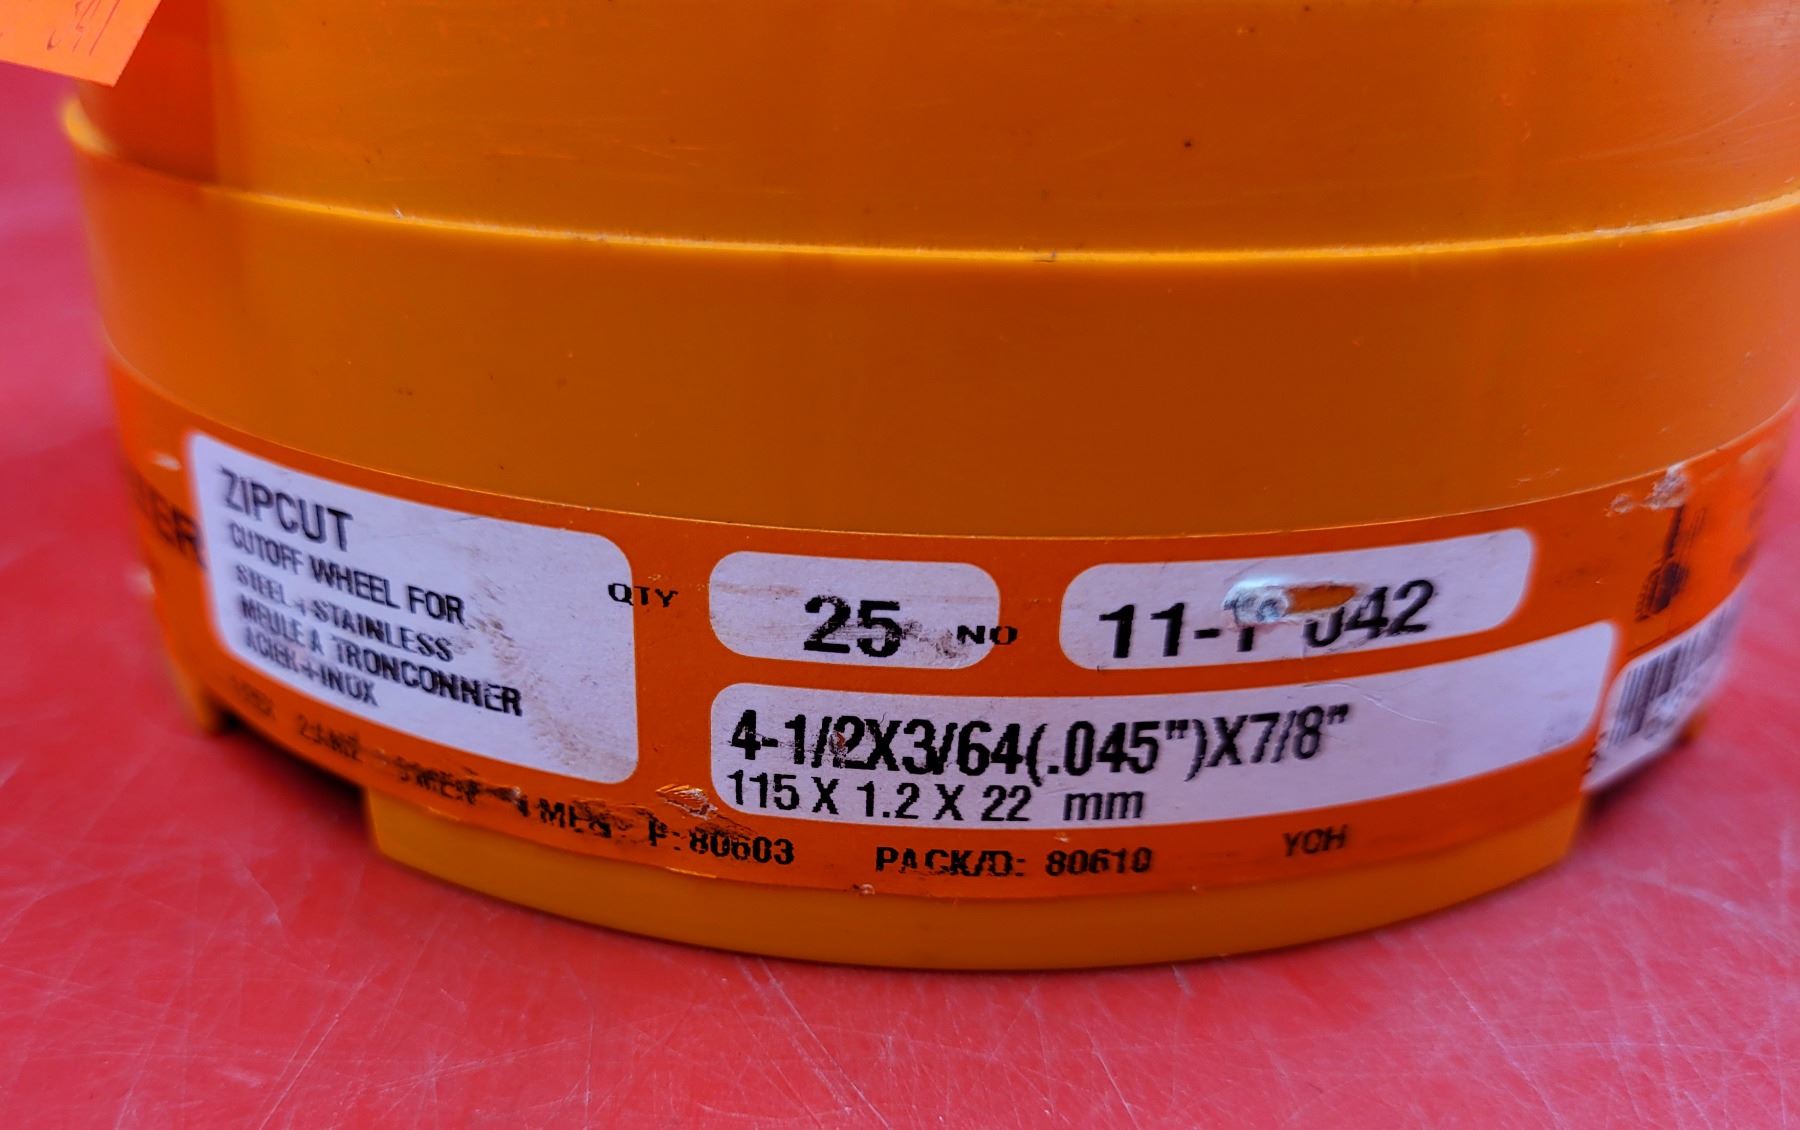 ZIPCUT
CUTOFF WHEEL FOR
STEEL + STAINLESS
MEULE A TRONCONNER
ACIER + INOX
QTY 25
NO 11-
042
4-1/2X3/64(.045")X7/8"
115 X 1.2 X 22 mm
P: 80603 PACK/D: 80610 YCH